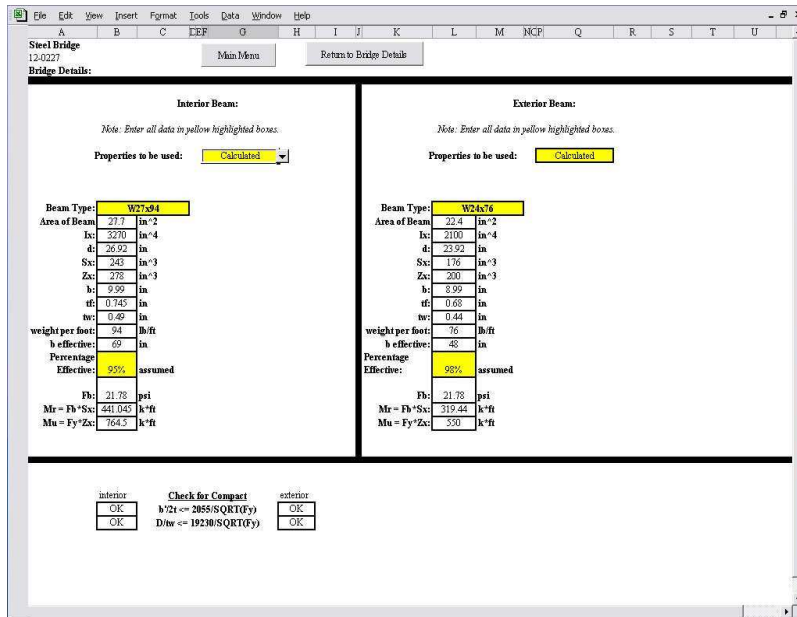 File Edit View Insert Format Tools Data Window Help
A B C D E F G H I J K L M N O P Q R S T U
Steel Bridge
12-0227
Bridge Details:
Main Menu
Return to Bridge Details
Interior Beam:
Note: Enter all data in yellow highlighted boxes.
Properties to be used: Calculated
Beam Type: W27x94
Area of Beam 27.7 in^2
Ix: 3270 in^4
d: 26.92 in
Sx: 243 in^3
Zx: 278 in^3
b: 9.99 in
tf: 0.745 in
tw: 0.49 in
weight per foot: 94 lb/ft
b effective: 69 in
Percentage
Effective: 95% assumed
Fb: 21.78 psi
Mr = Fb*Sx: 441.045 k*ft
Mu = Fy*Zx: 764.5 k*ft
Exterior Beam:
Note: Enter all data in yellow highlighted boxes.
Properties to be used: Calculated
Beam Type: W24x76
Area of Beam 22.4 in^2
Ix: 2100 in^4
d: 23.92 in
Sx: 176 in^3
Zx: 200 in^3
b: 8.99 in
tf: 0.68 in
tw: 0.44 in
weight per foot: 76 lb/ft
b effective: 48 in
Percentage
Effective: 98% assumed
Fb: 21.78 psi
Mr = Fb*Sx: 319.44 k*ft
Mu = Fy*Zx: 550 k*ft
interior Check for Compact exterior
OK b'/2t <= 2055/SQRT(Fy) OK
OK D/tw <= 19230/SQRT(Fy) OK